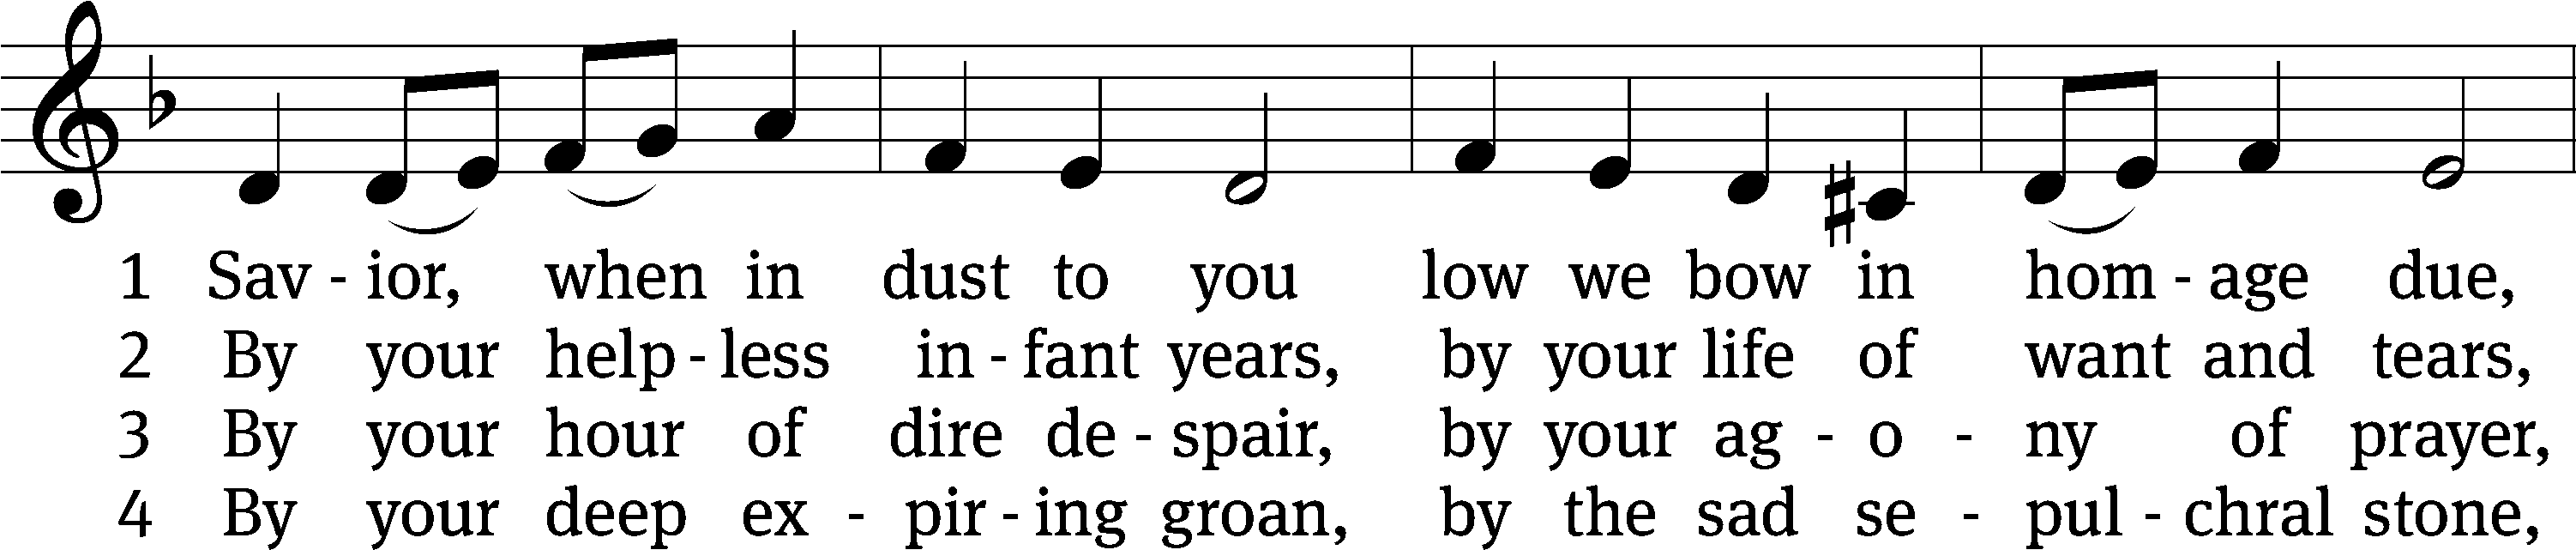 1 Sav - ior, when in dust to you low we bow in hom - age due,
2 By your help - less in - fant years, by your life of want and tears,
3 By your hour of dire de - spair, by your ag - o - ny of prayer,
4 By your deep ex - pir - ing groan, by the sad se - pul - chral stone,